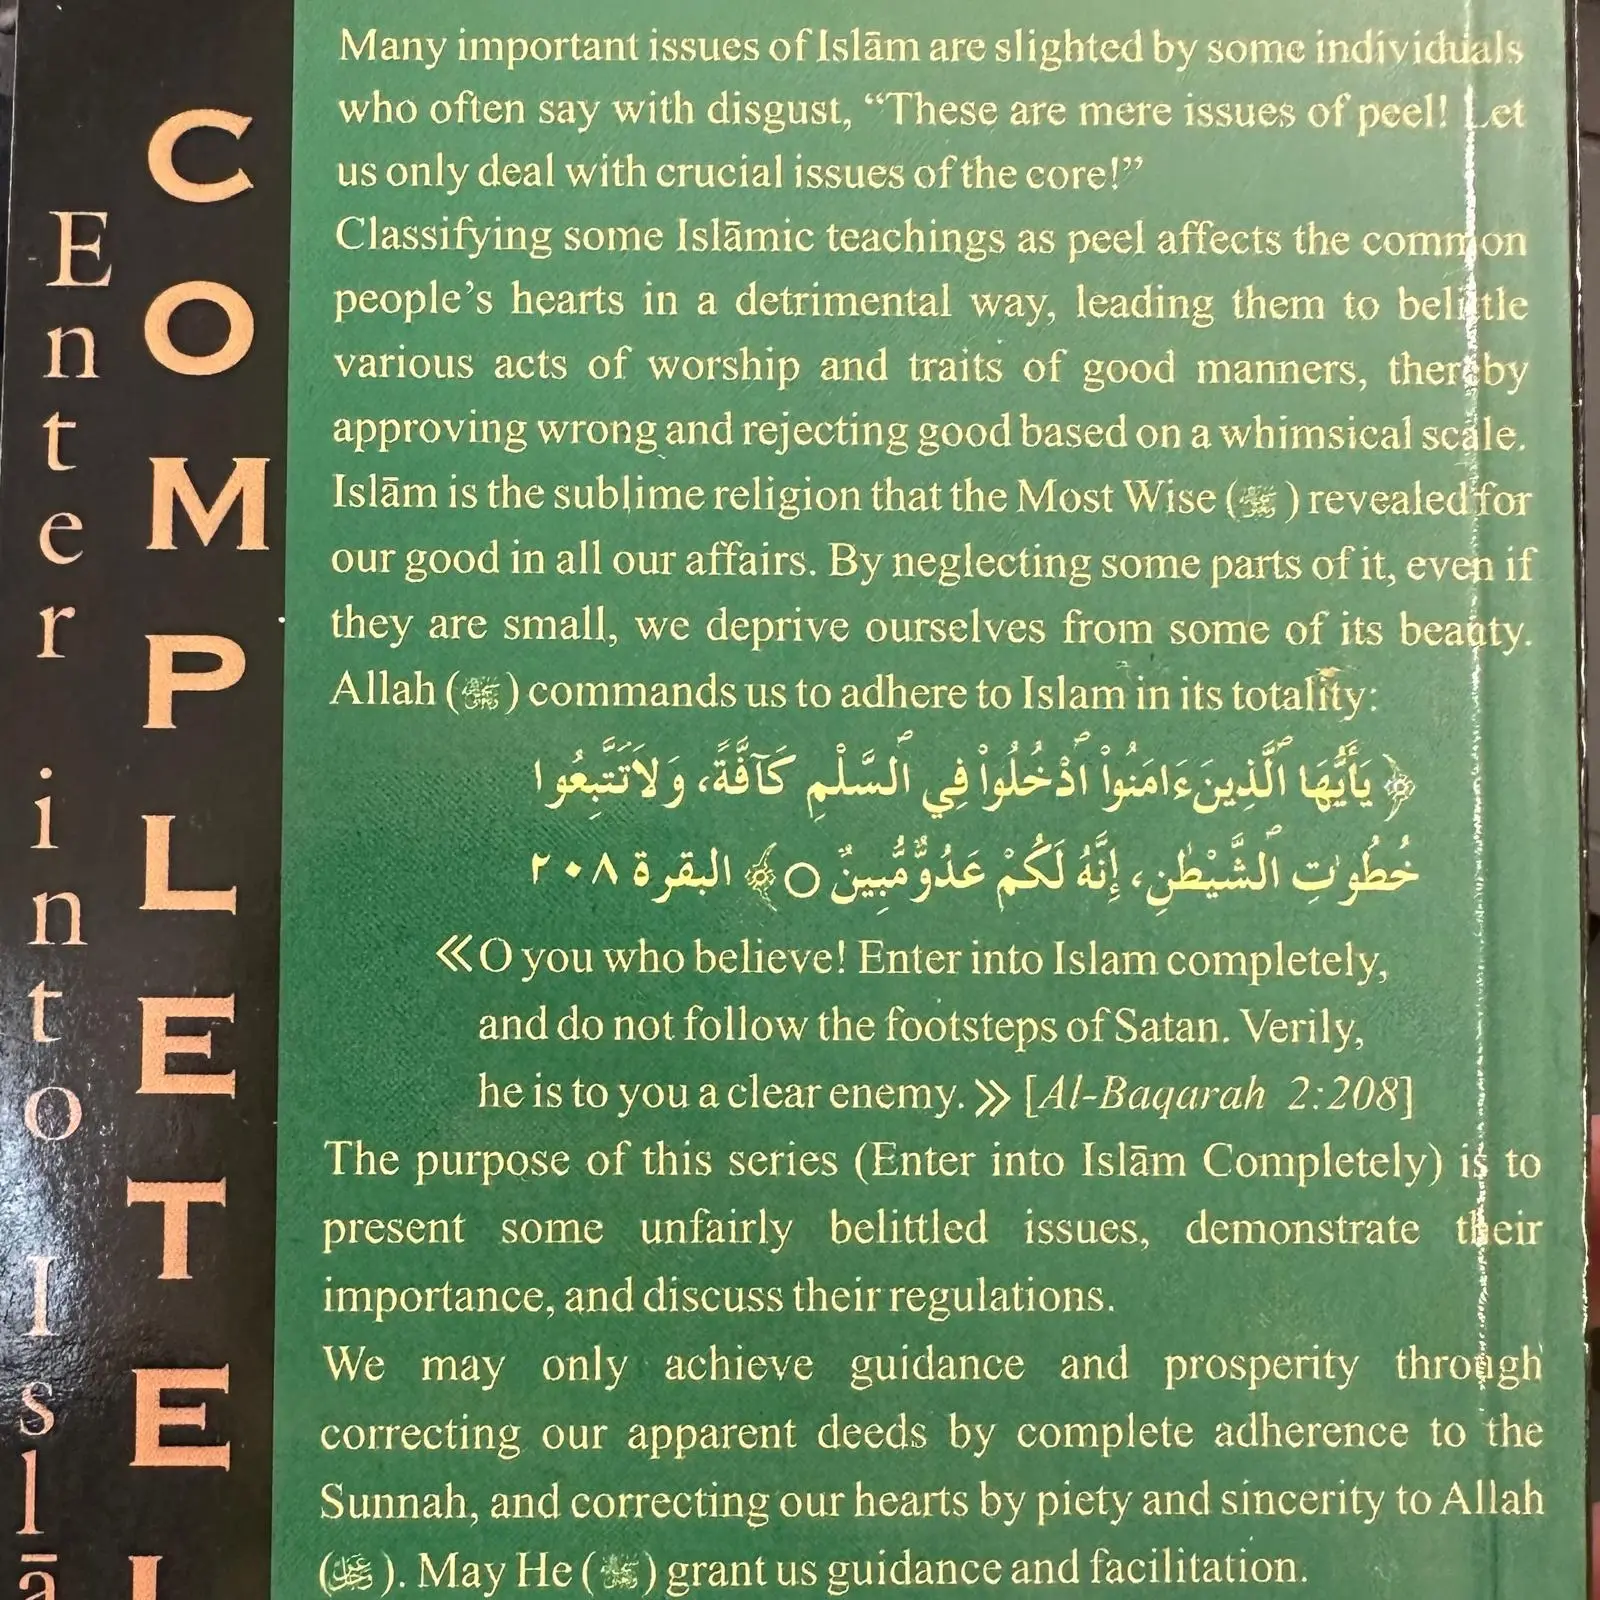 Enter into Islā
COMPLETEL
Many important issues of Islām are slighted by some individuals
who often say with disgust, “These are mere issues of peel! Let
us only deal with crucial issues of the core!”
Classifying some Islāmic teachings as peel affects the common
people’s hearts in a detrimental way, leading them to belittle
various acts of worship and traits of good manners, thereby
approving wrong and rejecting good based on a whimsical scale.
Islām is the sublime religion that the Most Wise () revealed for
our good in all our affairs. By neglecting some parts of it, even if
they are small, we deprive ourselves from some of its beauty.
Allah () commands us to adhere to Islam in its totality:
﴿يَٰأَيُّهَا ٱلَّذِينَ ءَامَنُوا۟ ٱدْخُلُوا۟ فِي ٱلسَّلْمِ كَآفَّةً، وَلاَ تَتَّبِعُوا
خُطُوَٰتِ ٱلشَّيْطَٰنِ، إِنَّهُ لَكُمْ عَدُوٌّ مُّبِينٌ ○﴾ البقرة ٢٠٨
«O you who believe! Enter into Islam completely,
and do not follow the footsteps of Satan. Verily,
he is to you a clear enemy.» [Al-Baqarah 2:208]
The purpose of this series (Enter into Islām Completely) is to
present some unfairly belittled issues, demonstrate their
importance, and discuss their regulations.
We may only achieve guidance and prosperity through
correcting our apparent deeds by complete adherence to the
Sunnah, and correcting our hearts by piety and sincerity to Allah
(). May He () grant us guidance and facilitation.